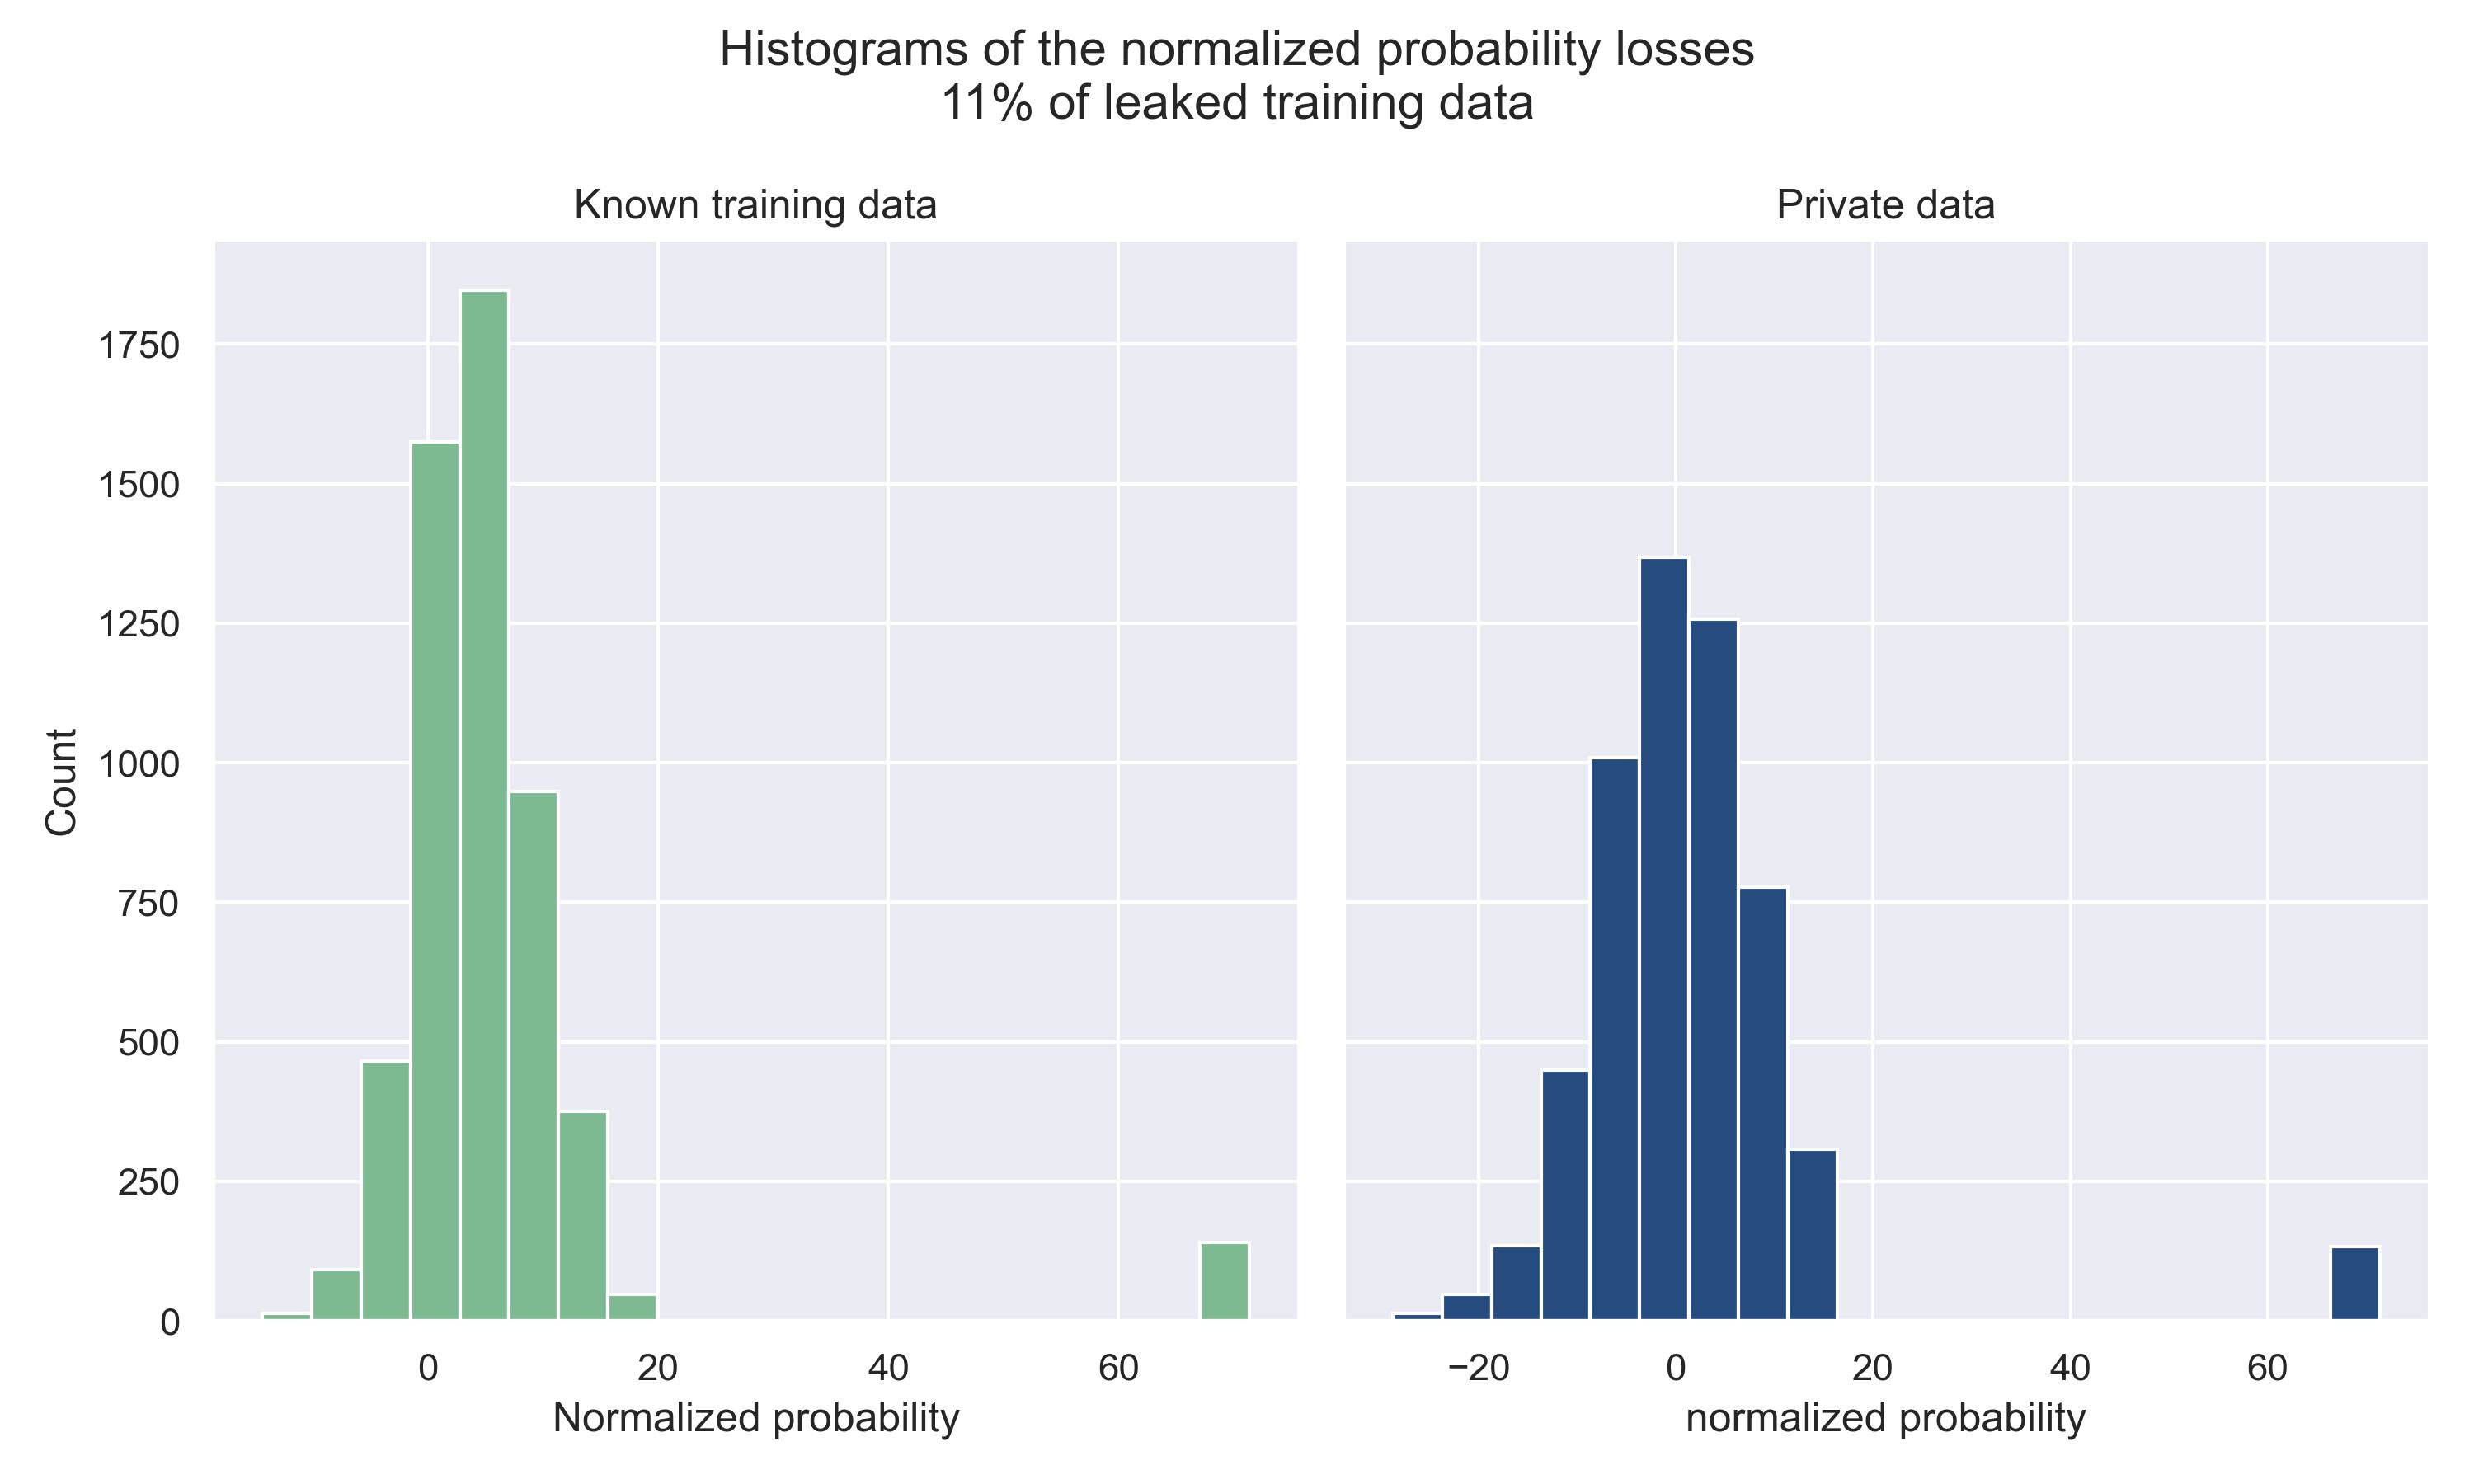 Histograms of the normalized probabily losses
11% of leaked training data
Known training data
Private data
Count
1750
1500
1250
1000
750
500
250
0
0 20 40 60
−20 0 20 40 60
Normalized probability
normalized probability